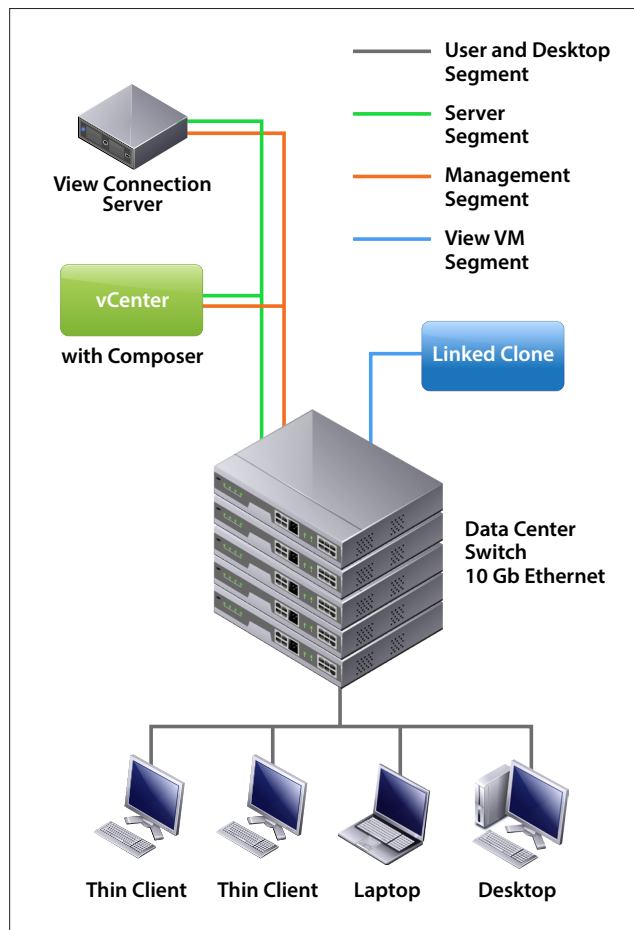 User and Desktop
Segment
Server
Segment
Management
Segment
View VM
Segment
View Connection
Server
vCenter
with Composer
Linked Clone
Data Center
Switch
10 Gb Ethernet
Thin Client
Thin Client
Laptop
Desktop